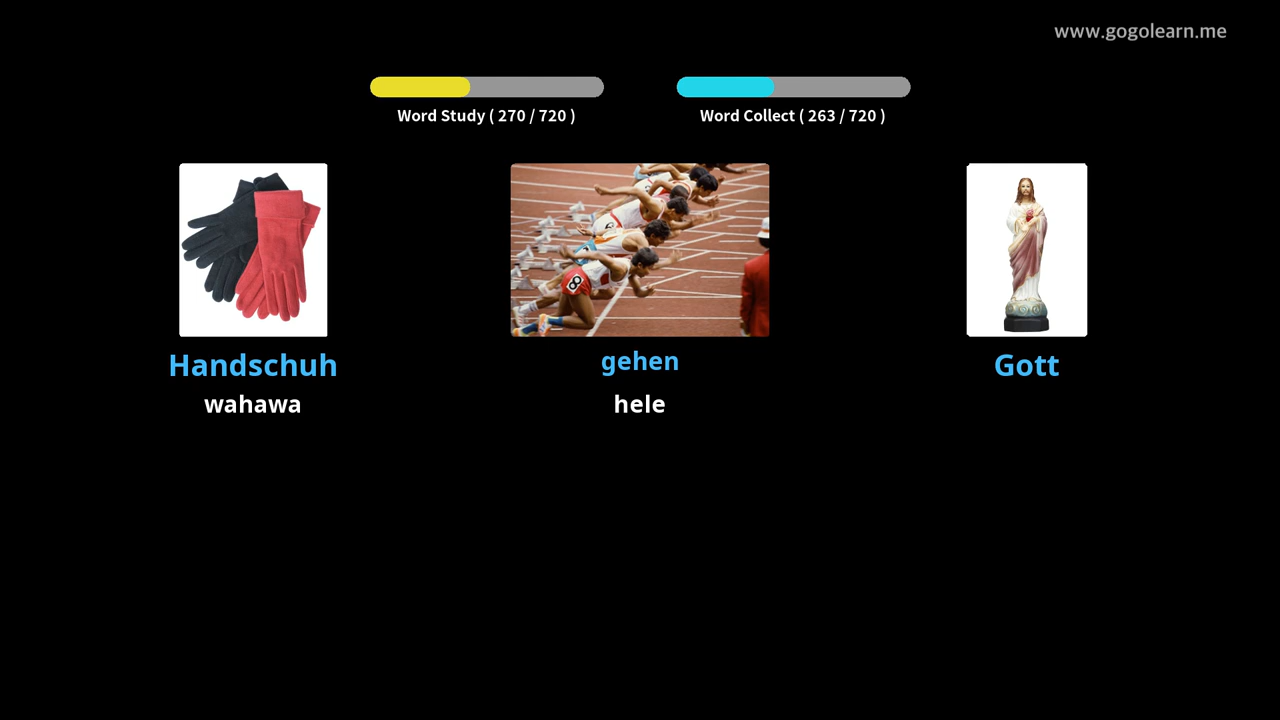 www.gogolearn.me
Word Study ( 270 / 720 )
Word Collect ( 263 / 720 )
Handschuh
wahawa
gehen
hele
Gott